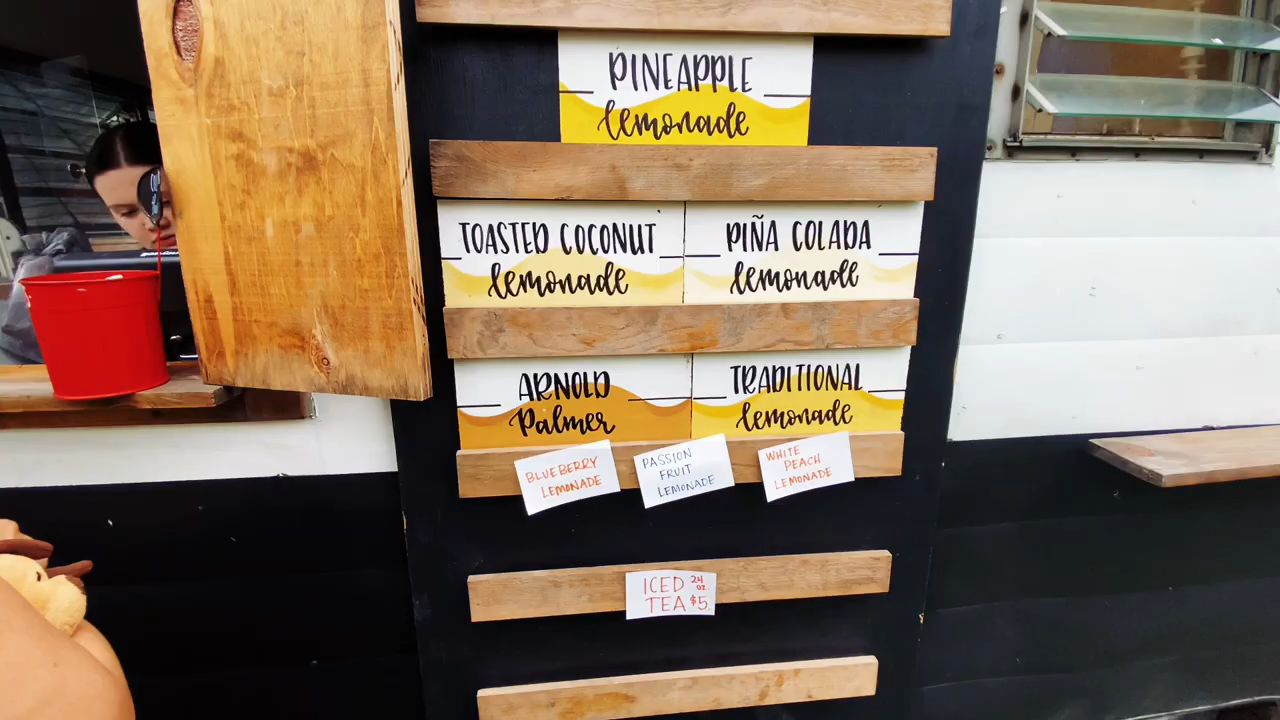 PINEAPPLE
lemonade
TOASTED COCONUT
lemonade
PIÑA COLADA
lemonade
ARNOLD
Palmer
TRADITIONAL
lemonade
BLUEBERRY
LEMONADE
PASSION
FRUIT
LEMONADE
WHITE
PEACH
LEMONADE
ICED 24 oz.
TEA $5